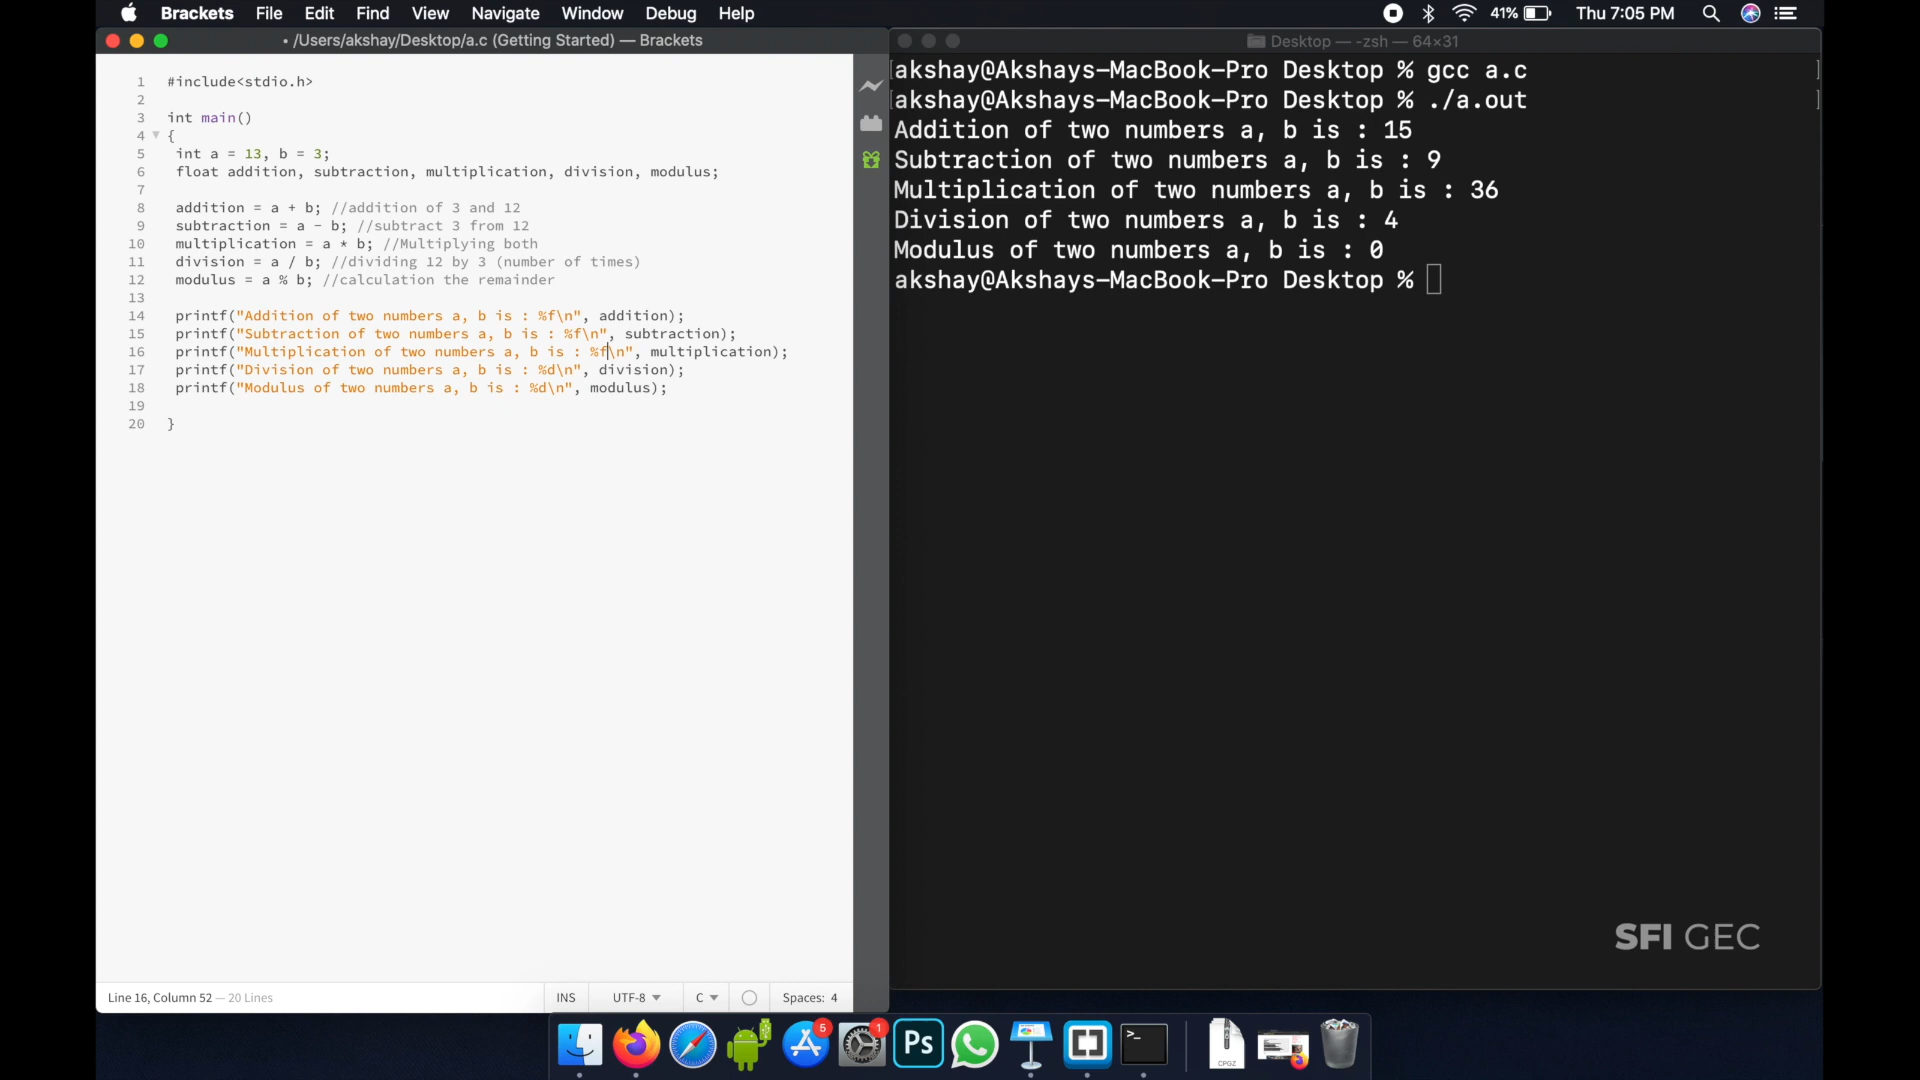 Brackets File Edit Find View Navigate Window Debug Help 41% Thu 7:05 PM
• /Users/akshay/Desktop/a.c (Getting Started) — Brackets
1 #include<stdio.h>
2
3 int main()
4 {
5 int a = 13, b = 3;
6 float addition, subtraction, multiplication, division, modulus;
7
8 addition = a + b; //addition of 3 and 12
9 subtraction = a - b; //subtract 3 from 12
10 multiplication = a * b; //Multiplying both
11 division = a / b; //dividing 12 by 3 (number of times)
12 modulus = a % b; //calculation the remainder
13
14 printf("Addition of two numbers a, b is : %f\n", addition);
15 printf("Subtraction of two numbers a, b is : %f\n", subtraction);
16 printf("Multiplication of two numbers a, b is : %f\n", multiplication);
17 printf("Division of two numbers a, b is : %d\n", division);
18 printf("Modulus of two numbers a, b is : %d\n", modulus);
19
20 }
Line 16, Column 52 — 20 Lines INS UTF-8 C Spaces: 4
Desktop — -zsh — 64×31
[akshay@Akshays-MacBook-Pro Desktop % gcc a.c ]
[akshay@Akshays-MacBook-Pro Desktop % ./a.out ]
Addition of two numbers a, b is : 15
Subtraction of two numbers a, b is : 9
Multiplication of two numbers a, b is : 36
Division of two numbers a, b is : 4
Modulus of two numbers a, b is : 0
akshay@Akshays-MacBook-Pro Desktop %
SFI GEC
5 1 Ps >_ CPGZ